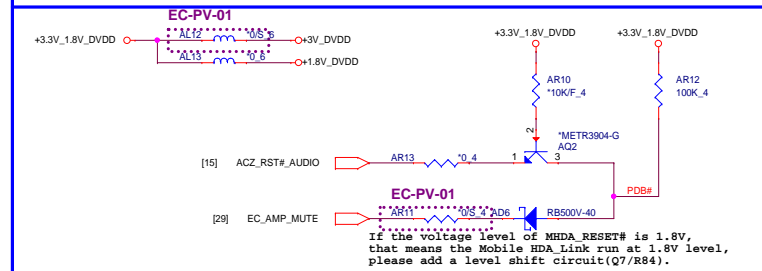 EC-PV-01
+3.3V_1.8V_DVDD AL12 *0/S_6 +3V_DVDD
AL13 *0_6 +1.8V_DVDD
+3.3V_1.8V_DVDD +3.3V_1.8V_DVDD
AR10 AR12
*10K/F_4 100K_4
2 *METR3904-G
AQ2
[15] ACZ_RST#_AUDIO AR13 *0_4 1 3
EC-PV-01 PDB#
[29] EC_AMP_MUTE AR11 *0/S_4 AD6 RB500V-40
If the voltage level of MHDA_RESET# is 1.8V,
that means the Mobile HDA_Link run at 1.8V level,
please add a level shift circuit(Q7/R84).